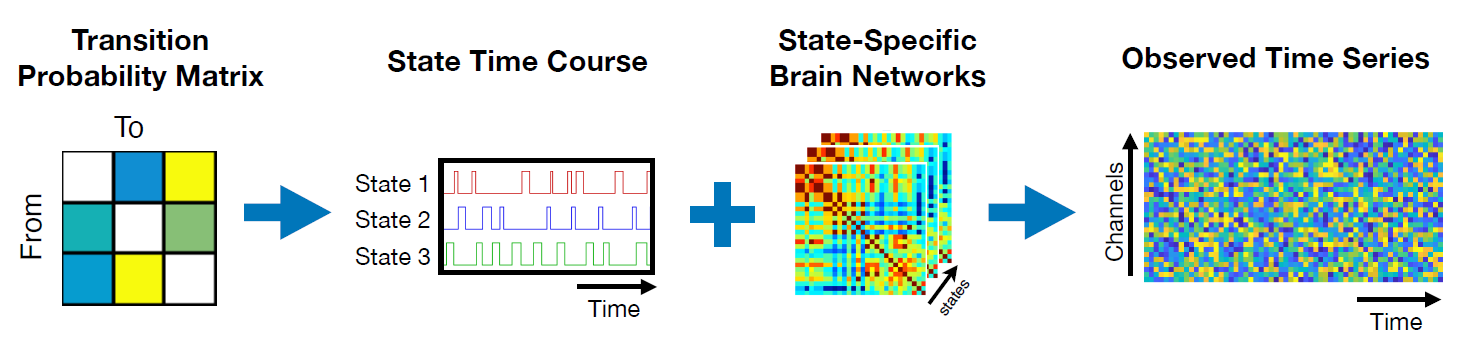 Transition
Probability Matrix
To
From
State Time Course
State 1
State 2
State 3
Time
State-Specific
Brain Networks
states
Observed Time Series
Channels
Time